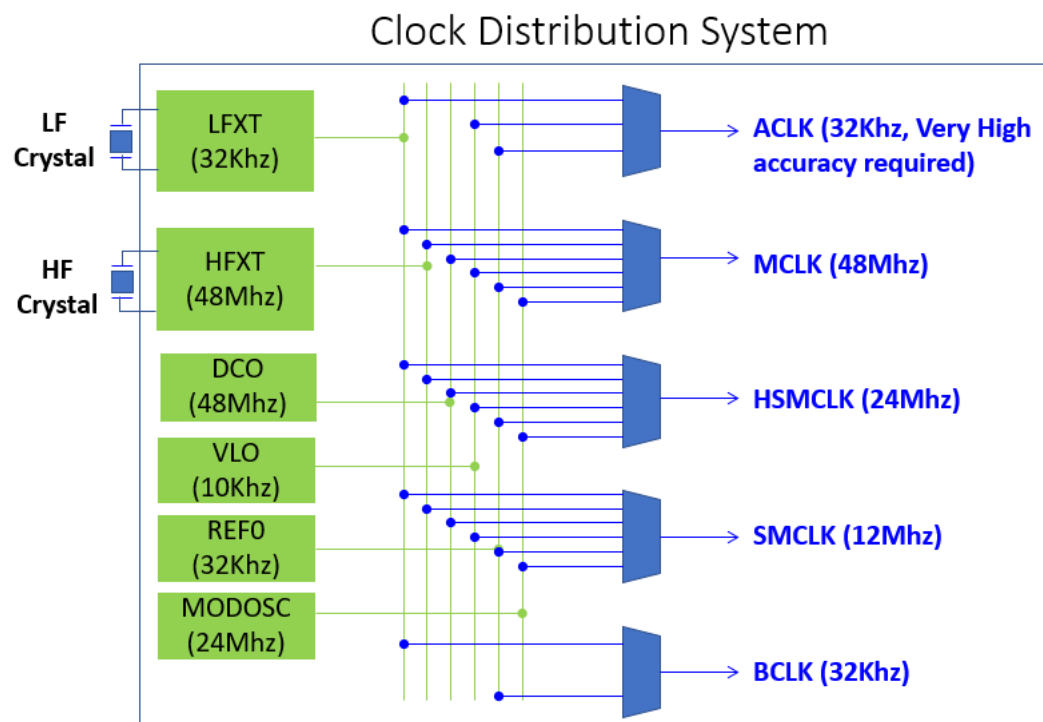 Clock Distribution System
LF
Crystal
LFXT
(32Khz)
ACLK (32Khz, Very High
accuracy required)
HF
Crystal
HFXT
(48Mhz)
MCLK (48Mhz)
DCO
(48Mhz)
HSMCLK (24Mhz)
VLO
(10Khz)
REF0
(32Khz)
SMCLK (12Mhz)
MODOSC
(24Mhz)
BCLK (32Khz)